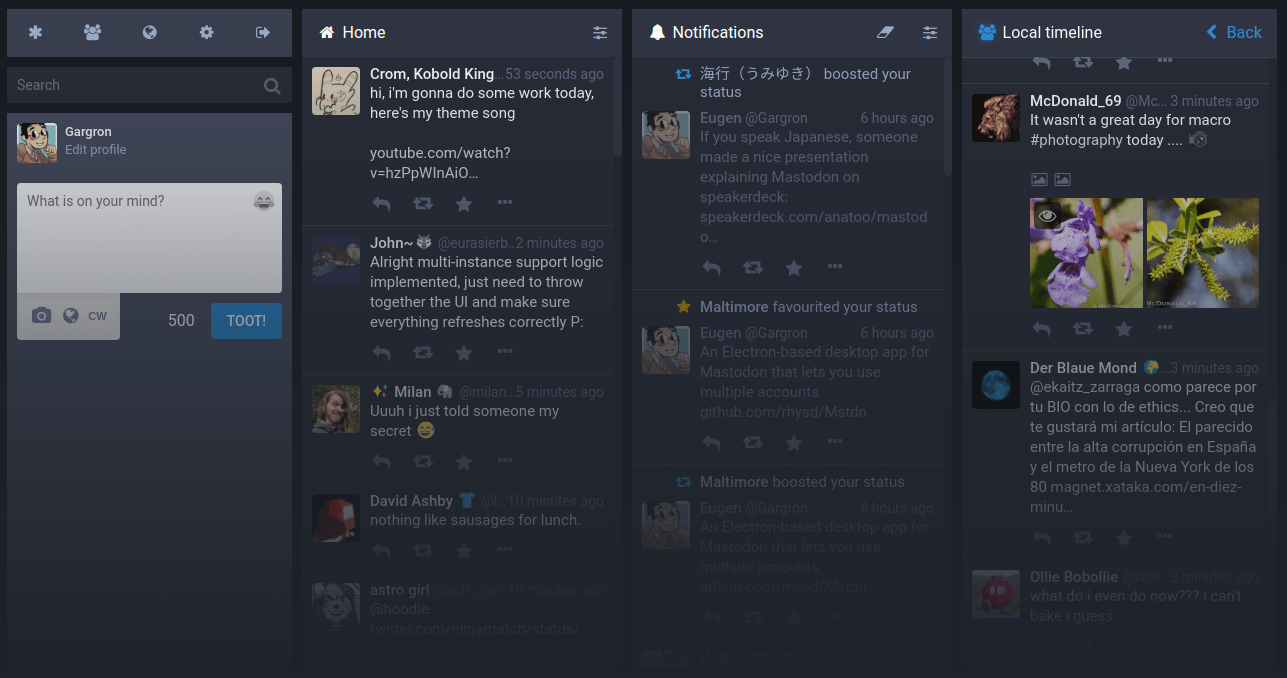 Search
Gargron
Edit profile
What is on your mind?
CW
500
TOOT!
Home
Crom, Kobold King... 53 seconds ago
hi, i'm gonna do some work today,
here's my theme song
youtube.com/watch?
v=hzPpWInAiO...
John~ @eurasierb... 2 minutes ago
Alright multi-instance support logic
implemented, just need to throw
together the UI and make sure
everything refreshes correctly P:
✨ Milan 🐘 @milan... 5 minutes ago
Uuuh i just told someone my
secret 😅
David Ashby 👕 @l... 10 minutes ago
nothing like sausages for lunch.
astro girl @soft_cho... 10 minutes ago
@hoodie
twitter.com/ninjamatch/status/...
Notifications
海行（うみゆき） boosted your
status
Eugen @Gargron 6 hours ago
If you speak Japanese, someone
made a nice presentation
explaining Mastodon on
speakerdeck:
speakerdeck.com/anatoo/mastod
o...
Maltimore favourited your status
Eugen @Gargron 6 hours ago
An Electron-based desktop app for
Mastodon that lets you use
multiple accounts
github.com/rhysd/Mstdn
Maltimore boosted your status
Eugen @Gargron 6 hours ago
An Electron-based desktop app for
Mastodon that lets you use
multiple accounts
github.com/rhysd/Mstdn
Hugo Gameiro
Local timeline
Back
McDonald_69 @Mc... 3 minutes ago
It wasn't a great day for macro
#photography today .... 📷
MCDONALD_69
Der Blaue Mond 🌍... 3 minutes ago
@ekaitz_zarraga como parece por
tu BIO con lo de ethics... Creo que
te gustará mi artículo: El parecido
entre la alta corrupción en España
y el metro de la Nueva York de los
80 magnet.xataka.com/en-diez-
minu...
Ollie Bobollie @lase... 3 minutes ago
what do i even do now??? i can't
bake i guess